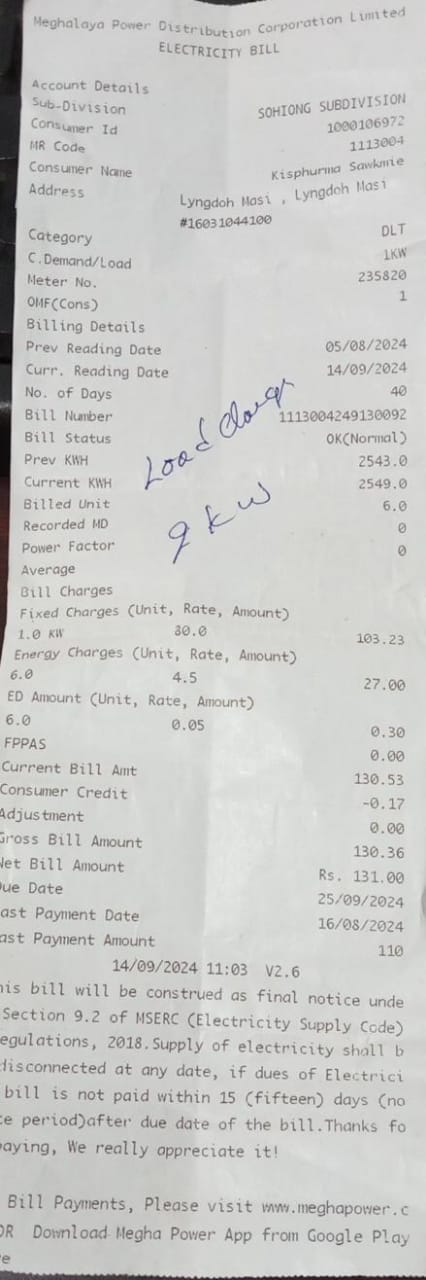 Meghalaya Power Distribution Corporation Limited
ELECTRICITY BILL
Account Details
Sub-Division SOHIONG SUBDIVISION
Consumer Id 1000106972
MR Code 1113004
Consumer Name Kisphurma Sawkmie
Address Lyngdoh Masi , Lyngdoh Masi
#16031044100
Category DLT
C.Demand/Load 1KW
Meter No. 235820
OMF(Cons) 1
Billing Details
Prev Reading Date 05/08/2024
Curr. Reading Date 14/09/2024
No. of Days 40
Bill Number 1113004249130092
Bill Status OK(Normal)
Load
Prev KWH 2543.0
Current KWH 2549.0
Billed Unit 6.0
Recorded MD 0
kw
Power Factor 0
Average
Bill Charges
Fixed Charges (Unit, Rate, Amount)
1.0 KW 80.0 103.23
Energy Charges (Unit, Rate, Amount)
6.0 4.5 27.00
ED Amount (Unit, Rate, Amount)
6.0 0.05 0.30
FPPAS 0.00
Current Bill Amt 130.53
Consumer Credit -0.17
Adjustment 0.00
Gross Bill Amount 130.36
Net Bill Amount Rs. 131.00
ue Date 25/09/2024
ast Payment Date 16/08/2024
ast Payment Amount 110
14/09/2024 11:03 V2.6
his bill will be construed as final notice unde
Section 9.2 of MSERC (Electricity Supply Code)
egulations, 2018.Supply of electricity shall b
disconnected at any date, if dues of Electrici
bill is not paid within 15 (fifteen) days (no
ce period)after due date of the bill.Thanks fo
paying, We really appreciate it!
Bill Payments, Please visit www.meghapower.c
OR Download Megha Power App from Google Play
re